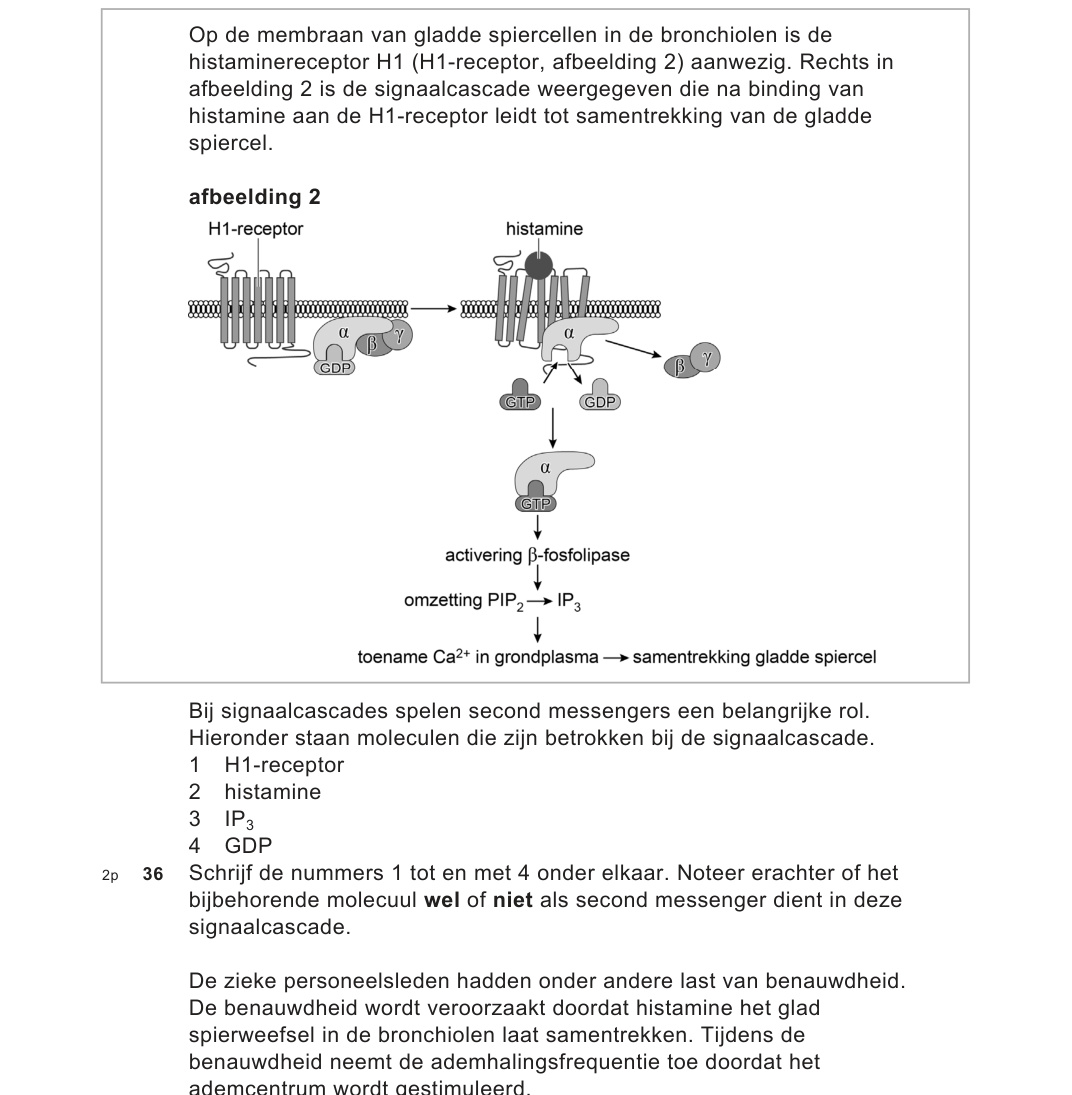 Op de membraan van gladde spiercellen in de bronchiolen is de
histaminereceptor H1 (H1-receptor, afbeelding 2) aanwezig. Rechts in
afbeelding 2 is de signaalcascade weergegeven die na binding van
histamine aan de H1-receptor leidt tot samentrekking van de gladde
spiercel.
afbeelding 2
H1-receptor
histamine
α
β
γ
GDP
α
β
γ
GTP
GDP
α
GTP
activering β-fosfolipase
omzetting PIP₂ → IP₃
toename Ca²⁺ in grondplasma → samentrekking gladde spiercel
Bij signaalcascades spelen second messengers een belangrijke rol.
Hieronder staan moleculen die zijn betrokken bij de signaalcascade.
1 H1-receptor
2 histamine
3 IP₃
4 GDP
2p 36 Schrijf de nummers 1 tot en met 4 onder elkaar. Noteer erachter of het
bijbehorende molecuul wel of niet als second messenger dient in deze
signaalcascade.
De zieke personeelsleden hadden onder andere last van benauwdheid.
De benauwdheid wordt veroorzaakt doordat histamine het glad
spierweefsel in de bronchiolen laat samentrekken. Tijdens de
benauwdheid neemt de ademhalingsfrequentie toe doordat het
ademcentrum wordt gestimuleerd.